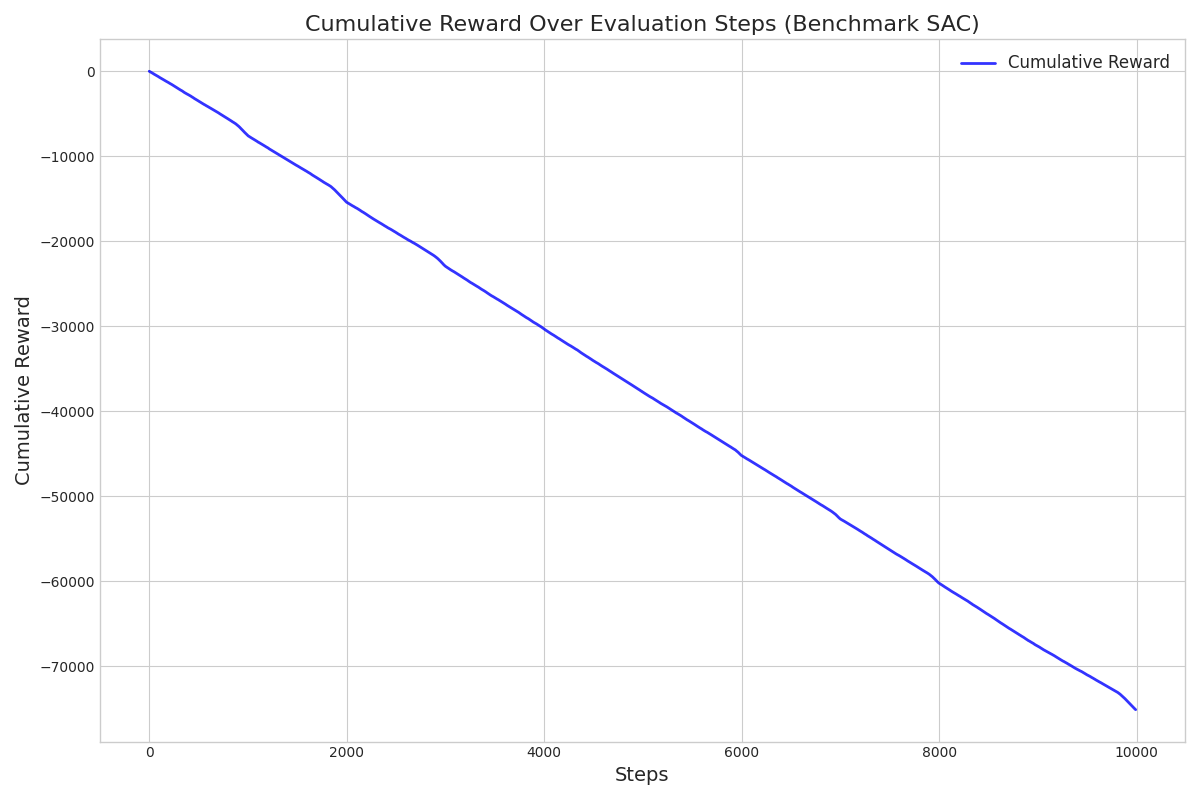 Cumulative Reward Over Evaluation Steps (Benchmark SAC)
Cumulative Reward
Cumulative Reward
0
−10000
−20000
−30000
−40000
−50000
−60000
−70000
0 2000 4000 6000 8000 10000
Steps